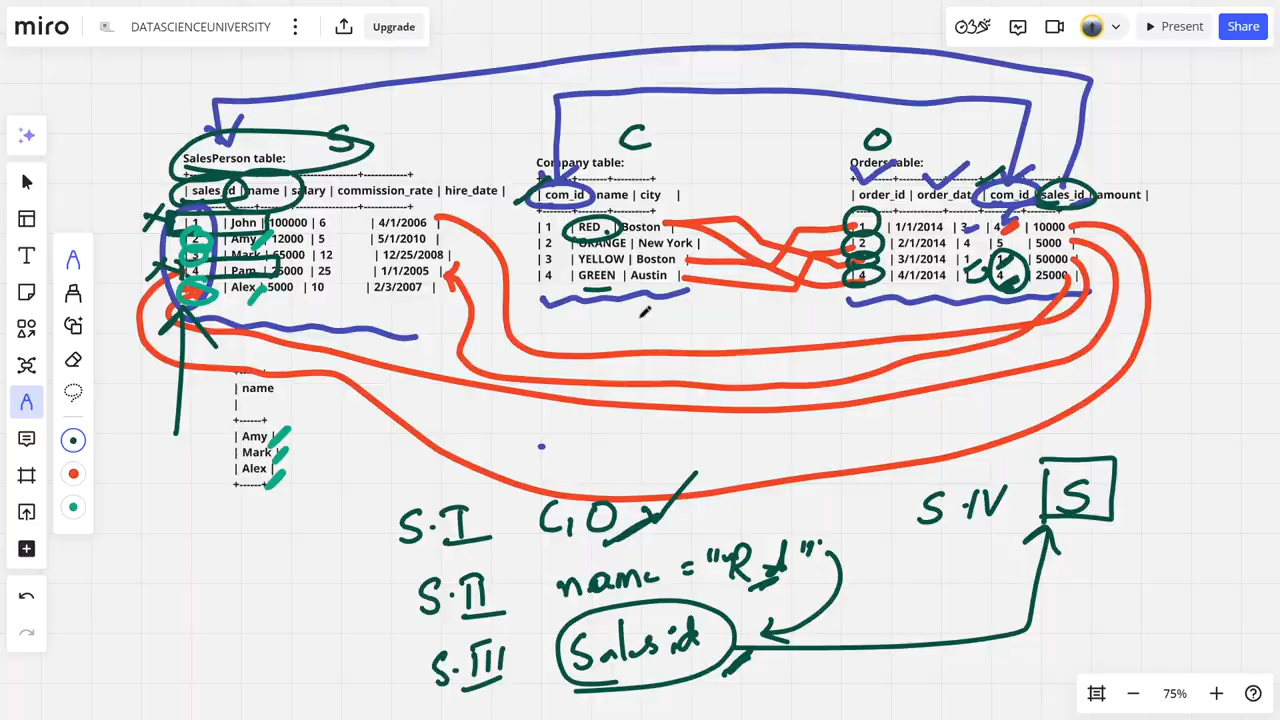 miro DATASCIENCEUNIVERSITY Upgrade Present Share
S C O
SalesPerson table:
+-----------+------+--------+-----------------+------------+
| sales_id | name | salary | commission_rate | hire_date |
| John | 100000 | 6 | 4/1/2006 |
2 | Amy 12000 | 5 | 5/1/2010 |
3 | Mark 65000 | 12 | 12/25/2008 |
4 | Pam 25000 | 25 | 1/1/2005 |
| Alex 5000 | 10 | 2/3/2007 |
Company table:
| com_id | name | city |
| 1 | RED | Boston |
| 2 | ORANGE | New York |
| 3 | YELLOW | Boston |
| 4 | GREEN | Austin |
Orders table:
| order_id | order_date | com_id | sales_id | amount |
1 | 1/1/2014 | 3 | 4 | 10000 |
2 | 2/1/2014 | 4 | 5 | 5000 |
3 | 3/1/2014 | 1 | 1 | 50000 |
4 | 4/1/2014 | 1 | 4 | 25000
| name
|
+------+
| Amy |
| Mark |
| Alex |
+------+
S.I C, O
S.II name = "Red"
S.III Sales id
S.IV S
75%